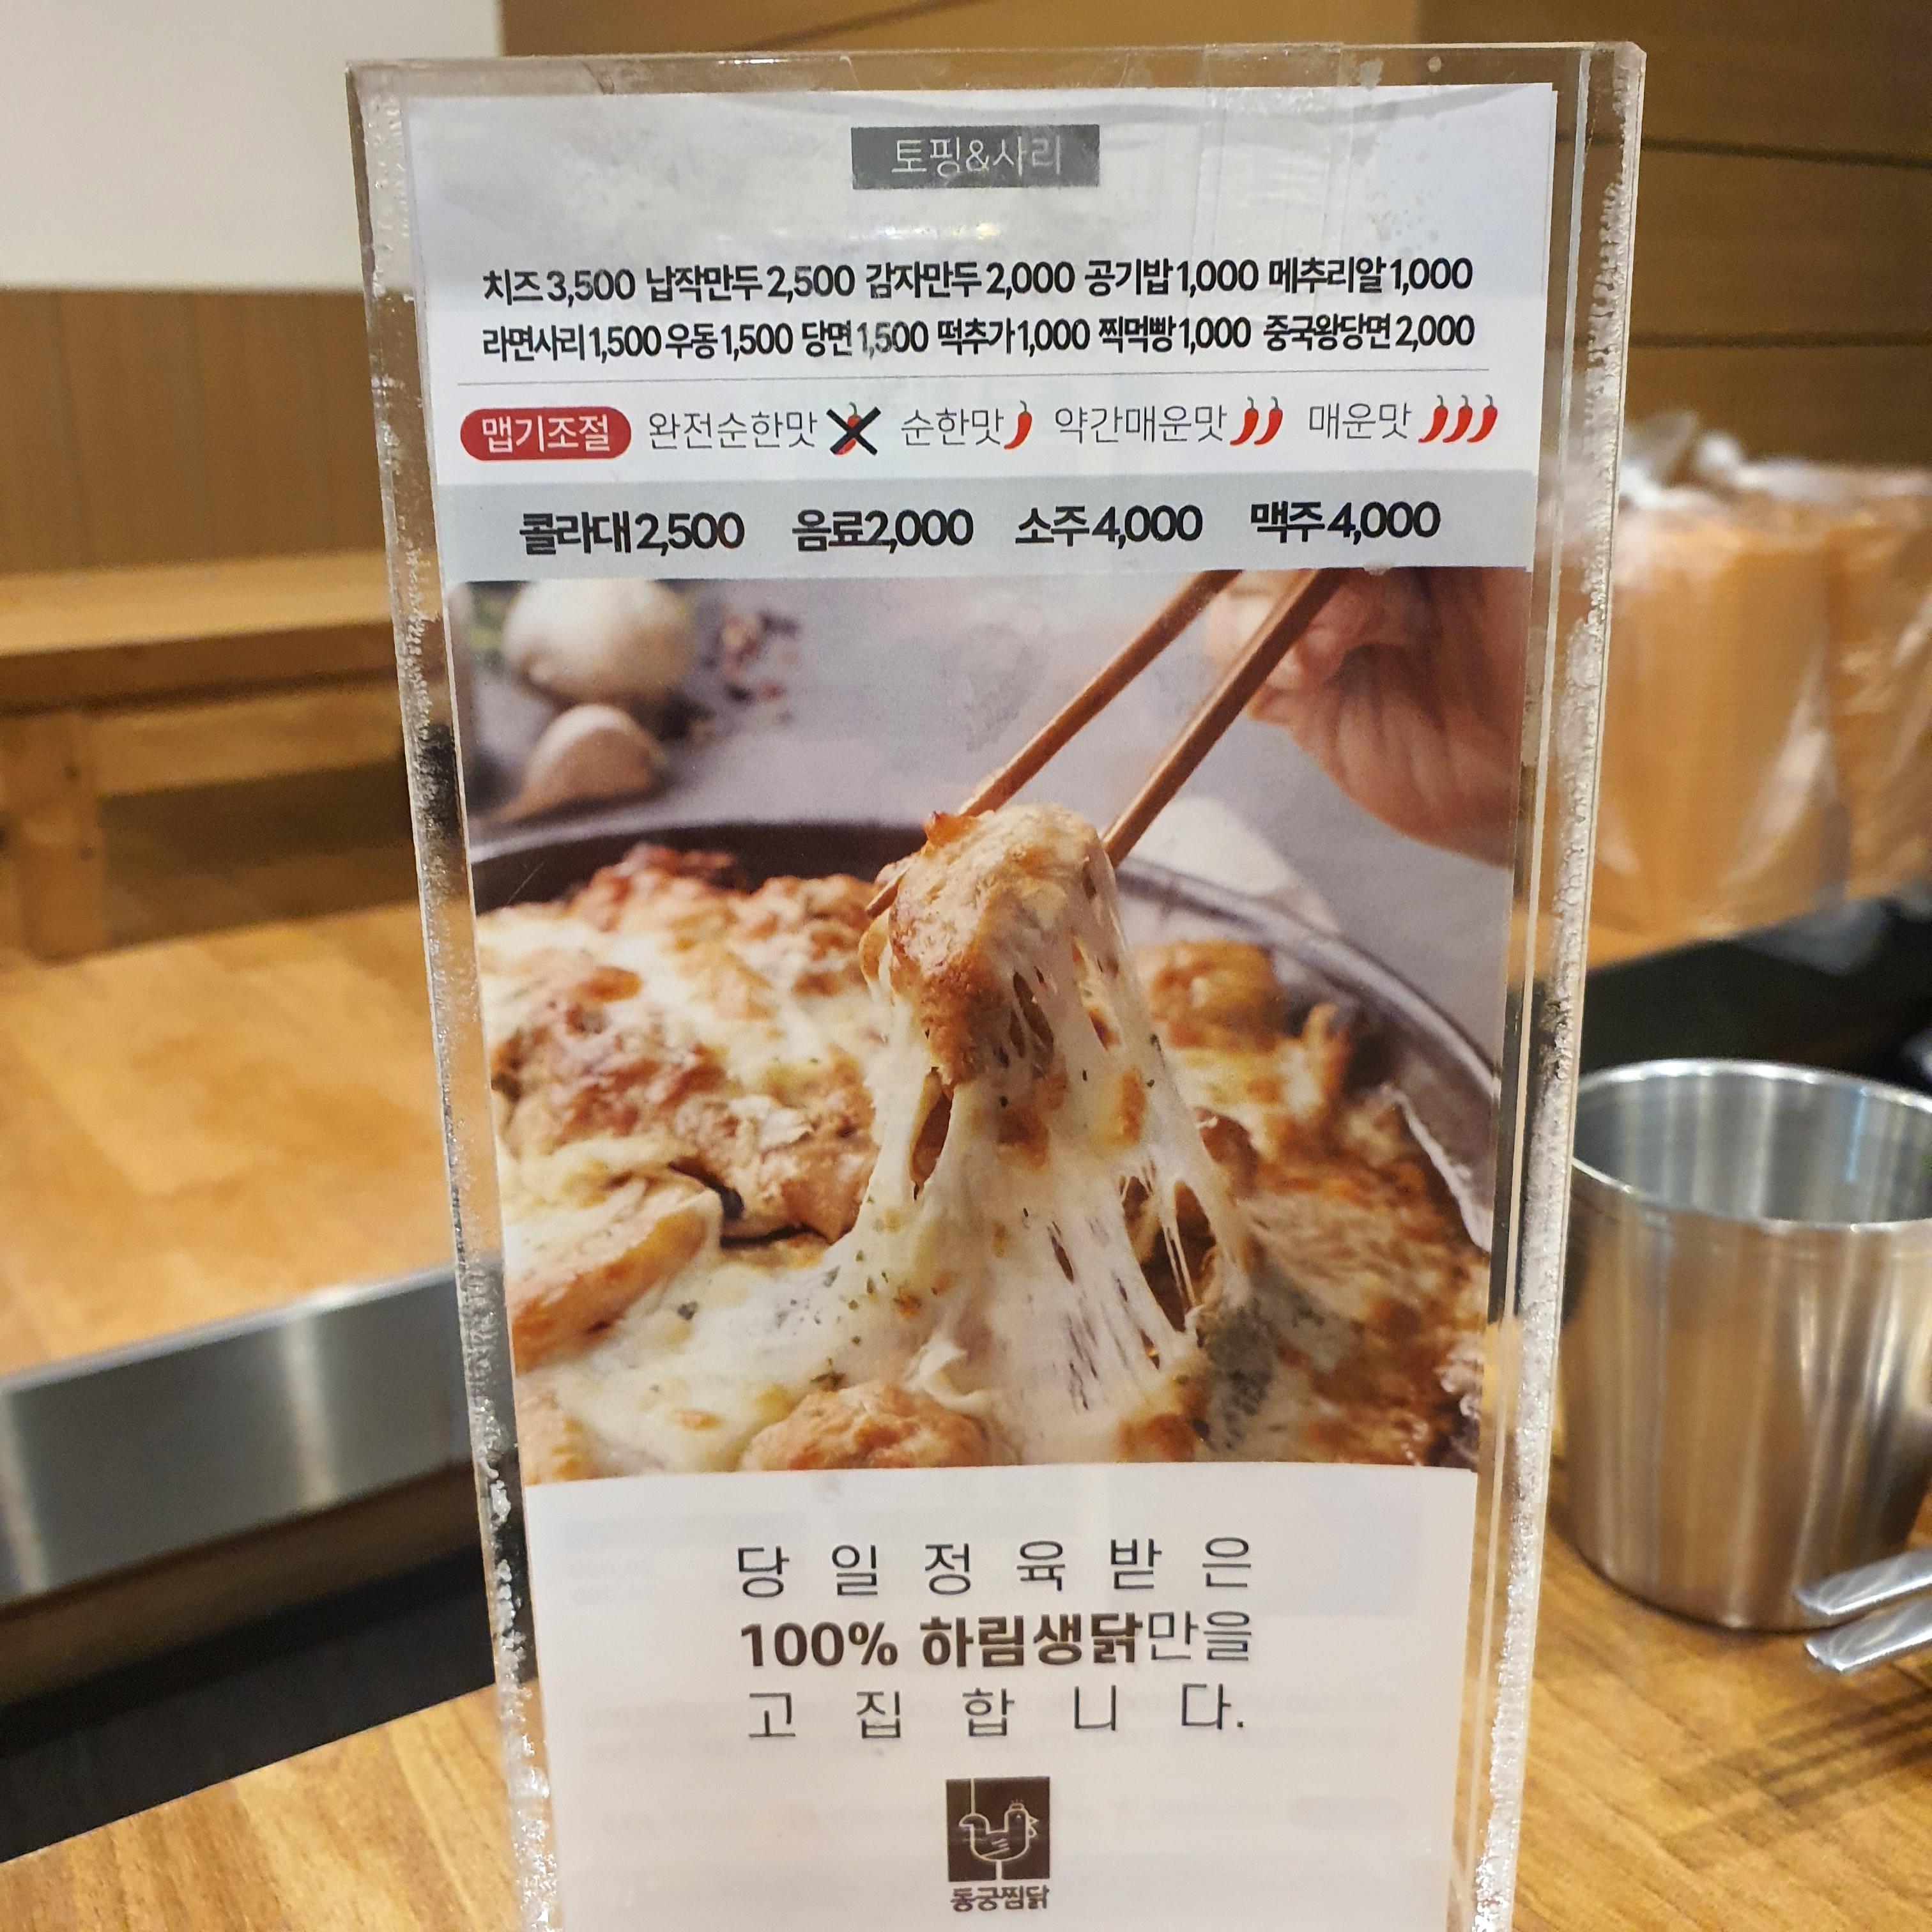 토핑&사리
치즈 3,500 납작만두 2,500 감자만두 2,000 공기밥 1,000 메추리알 1,000
라면사리 1,500 우동 1,500 당면 1,500 떡추가 1,000 찍먹빵 1,000 중국왕당면 2,000
맵기조절 완전순한맛 순한맛 약간매운맛 매운맛
콜라대 2,500 음료 2,000 소주 4,000 맥주 4,000
당일정육받은
100% 하림생닭만을
고집합니다.
동궁찜닭